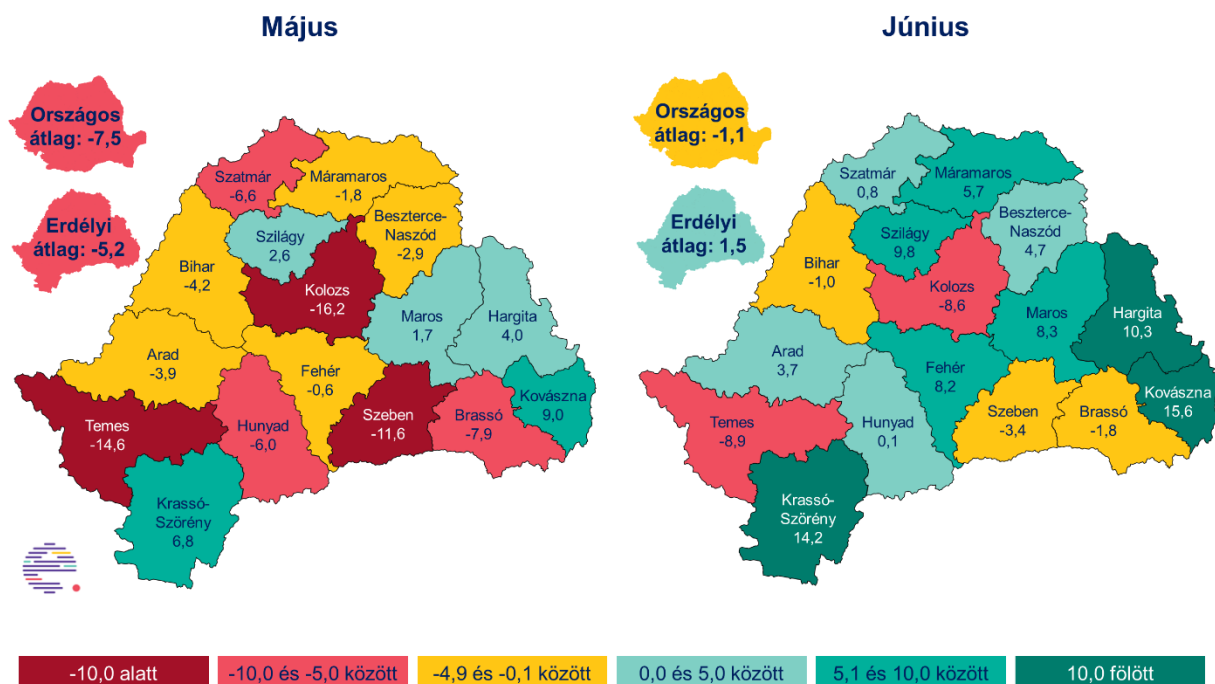 Május
Június
Országos
átlag: -7,5
Erdélyi
átlag: -5,2
Szatmár
-6,6
Máramaros
-1,8
Beszterce-
Naszód
-2,9
Szilágy
2,6
Bihar
-4,2
Kolozs
-16,2
Maros
1,7
Hargita
4,0
Arad
-3,9
Fehér
-0,6
Kovászna
9,0
Temes
-14,6
Hunyad
-6,0
Szeben
-11,6
Brassó
-7,9
Krassó-
Szörény
6,8
Országos
átlag: -1,1
Erdélyi
átlag: 1,5
Szatmár
0,8
Máramaros
5,7
Beszterce-
Naszód
4,7
Szilágy
9,8
Bihar
-1,0
Kolozs
-8,6
Maros
8,3
Hargita
10,3
Arad
3,7
Fehér
8,2
Kovászna
15,6
Temes
-8,9
Hunyad
0,1
Szeben
-3,4
Brassó
-1,8
Krassó-
Szörény
14,2
-10,0 alatt
-10,0 és -5,0 között
-4,9 és -0,1 között
0,0 és 5,0 között
5,1 és 10,0 között
10,0 fölött